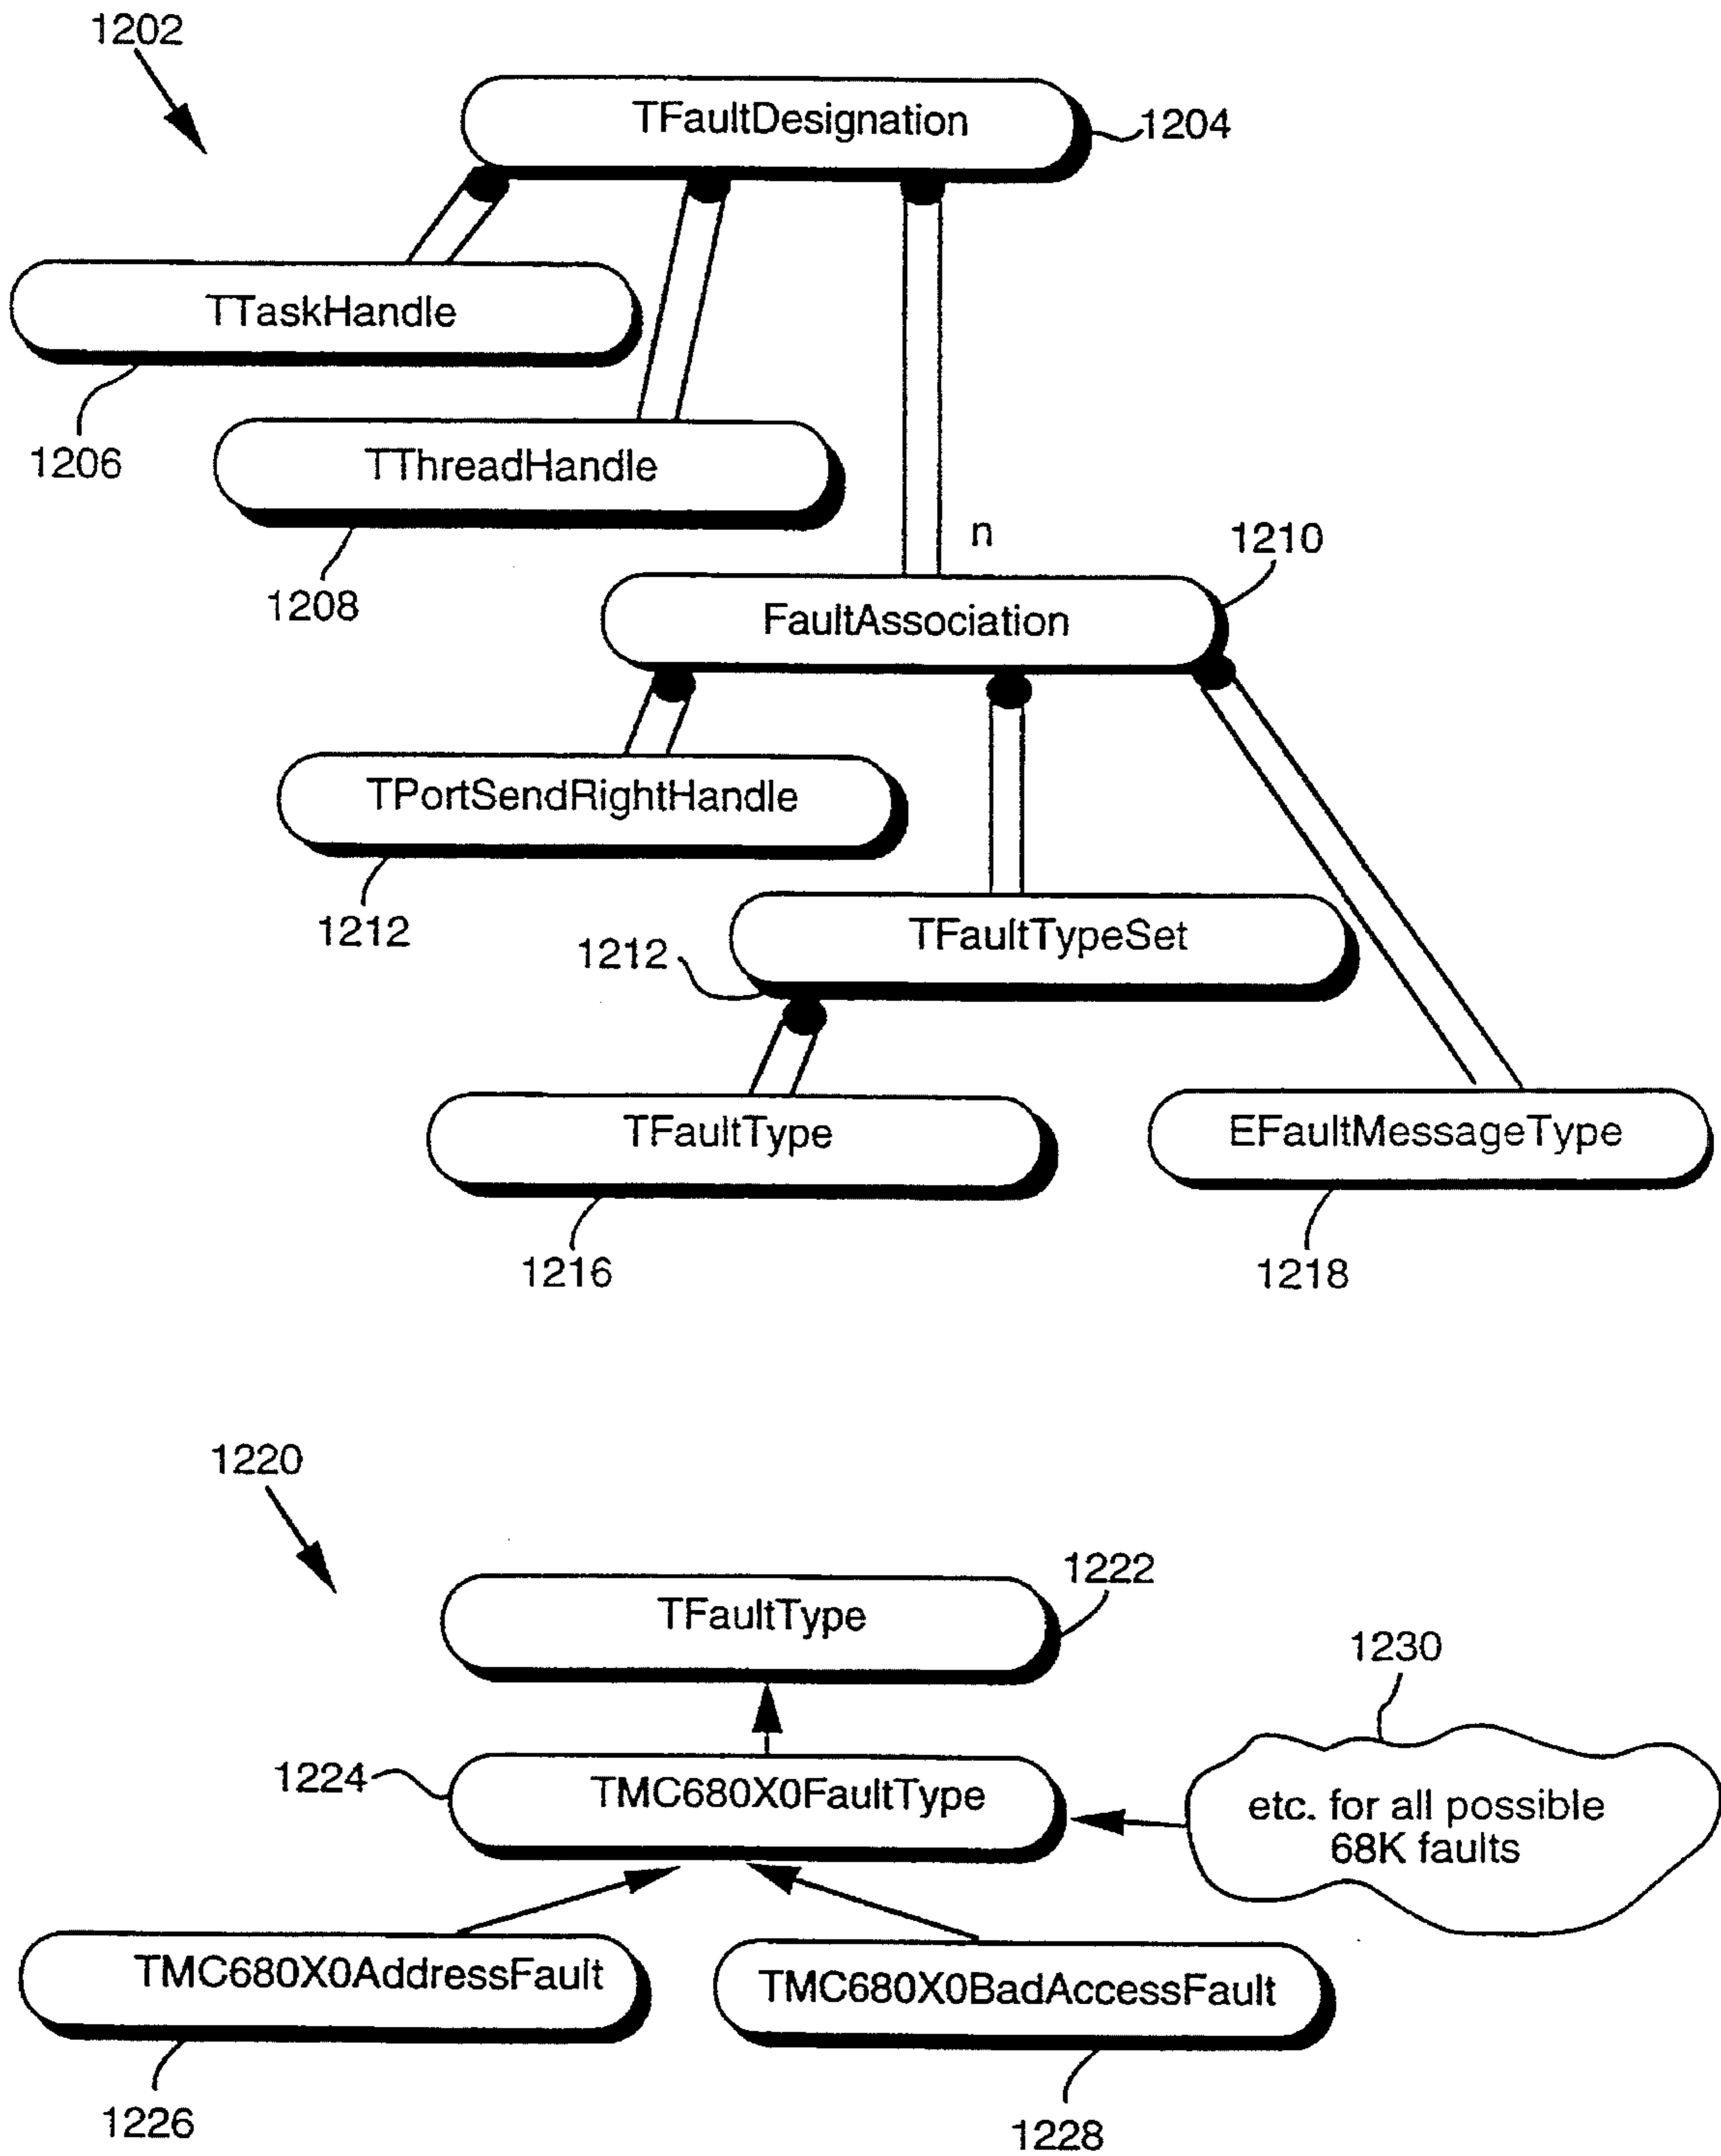 1202
TFaultDesignation
1204
TTaskHandle
1206
TThreadHandle
1208
n
1210
FaultAssociation
TPortSendRightHandle
1212
TFaultTypeSet
1212
TFaultType
1216
EFaultMessageType
1218
1220
TFaultType
1222
1230
1224
TMC680X0FaultType
etc. for all possible
68K faults
TMC680X0AddressFault
1226
TMC680X0BadAccessFault
1228